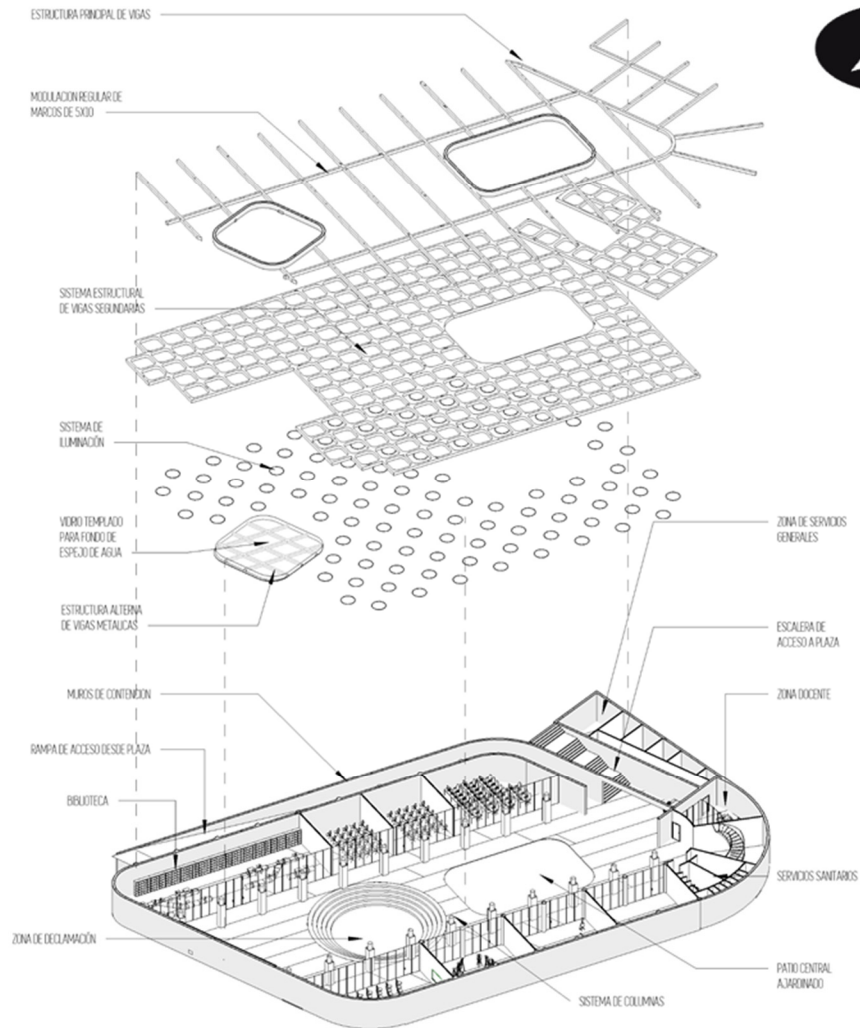 ESTRUCTURA PRINCIPAL DE VIGAS
MODULACION REGULAR DE
MARCOS DE 5X10
SISTEMA ESTRUCTURAL
DE VIGAS SEGUNDARIAS
SISTEMA DE
ILUMINACIÓN
VIDRIO TEMPLADO
PARA FONDO DE
ESPEJO DE AGUA
ESTRUCTURA ALTERNA
DE VIGAS METALICAS
MUROS DE CONTENCION
RAMPA DE ACCESO DESDE PLAZA
BIBLIOTECA
ZONA DE DECLAMACIÓN
ZONA DE SERVICIOS
GENERALES
ESCALERA DE
ACCESO A PLAZA
ZONA DOCENTE
SERVICIOS SANITARIOS
PATIO CENTRAL
AJARDINADO
SISTEMA DE COLUMNAS